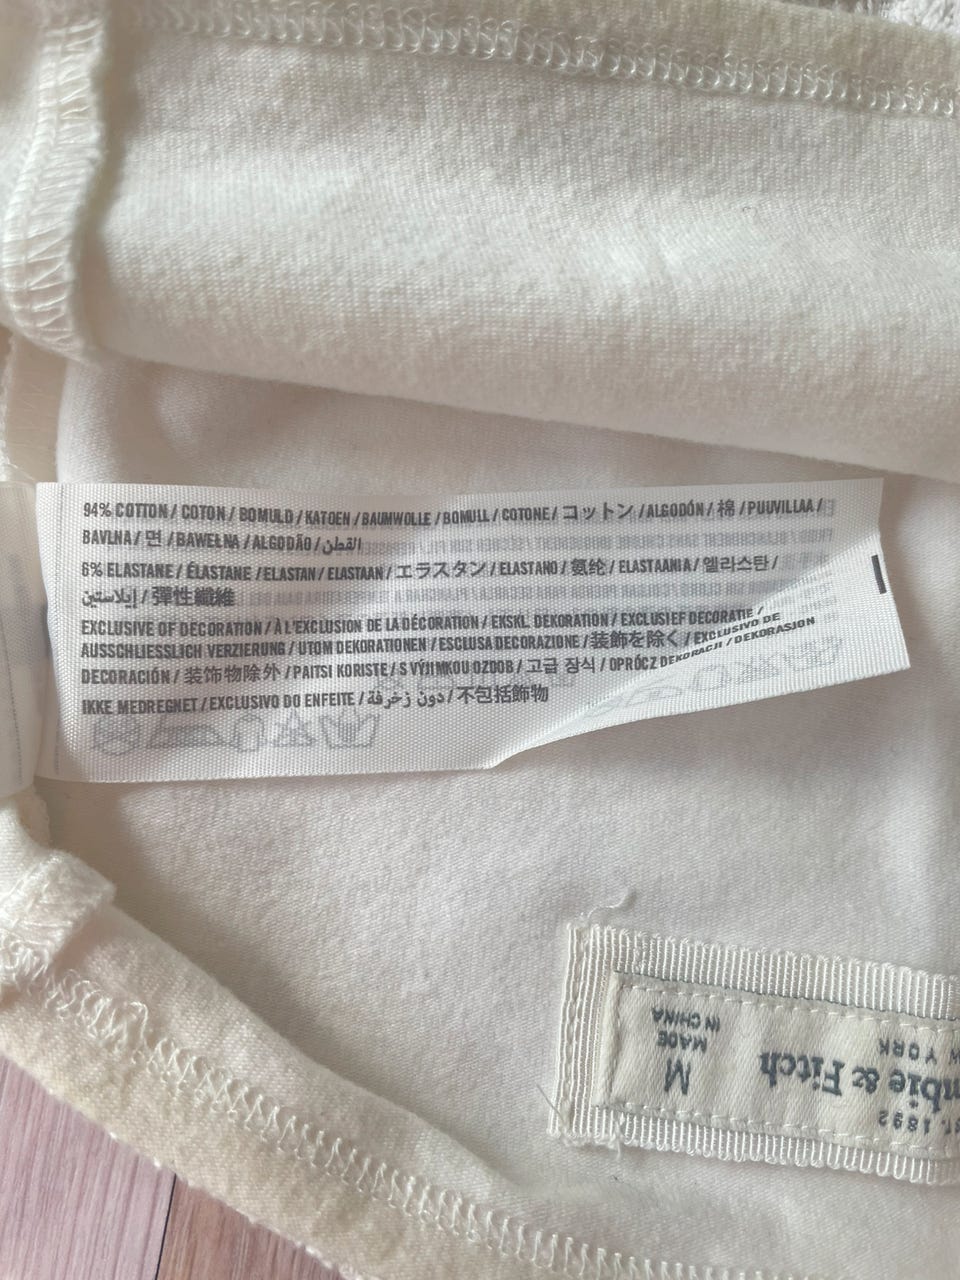 94% COTTON / COTON / BOMULD / KATOEN / BAUMWOLLE / BOMULL / COTONE / コットン / ALGODÓN / 棉 / PUUVILLAA /
BAVLNA / 면 / BAWEŁNA / ALGODÃO / القطن
6% ELASTANE / ÉLASTANE / ELASTAN / ELASTAAN / エラスタン / ELASTANO / 氨纶 / ELASTAANIA / 엘라스탄 /
إيلاستين / 彈性纖維
EXCLUSIVE OF DECORATION / À L'EXCLUSION DE LA DÉCORATION / EKSKL. DEKORATION / EXCLUSIEF DECORATIE /
AUSSCHLIESSLICH VERZIERUNG / UTOM DEKORATIONEN / ESCLUSA DECORAZIONE / 装飾を除く / EXCLUSIVO DE
DECORACIÓN / 装饰物除外 / PAITSI KORISTE / S VÝJIMKOU OZDOB / 고급 장식 / OPRÓCZ DEKORACJI / DEKORASJON
IKKE MEDREGNET / EXCLUSIVO DO ENFEITE / دون زخرفة / 不包括飾物
1892
mbie & Fitch
YORK
M
MADE
IN CHINA